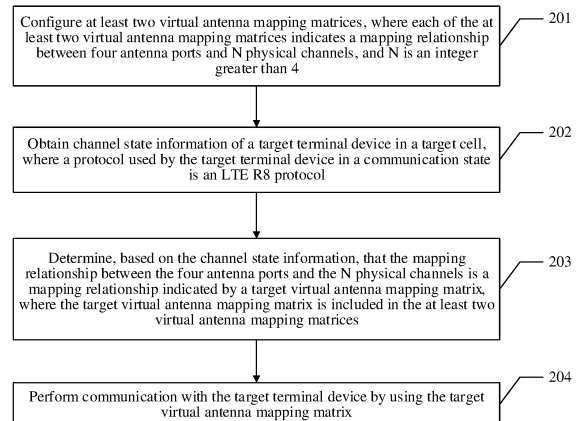 Configure at least two virtual antenna mapping matrices, where each of the at
least two virtual antenna mapping matrices indicates a mapping relationship
between four antenna ports and N physical channels, and N is an integer
greater than 4
201
Obtain channel state information of a target terminal device in a target cell,
where a protocol used by the target terminal device in a communication state
is an LTE R8 protocol
202
Determine, based on the channel state information, that the mapping
relationship between the four antenna ports and the N physical channels is a
mapping relationship indicated by a target virtual antenna mapping matrix,
where the target virtual antenna mapping matrix is included in the at least two
virtual antenna mapping matrices
203
Perform communication with the target terminal device by using the target
virtual antenna mapping matrix
204